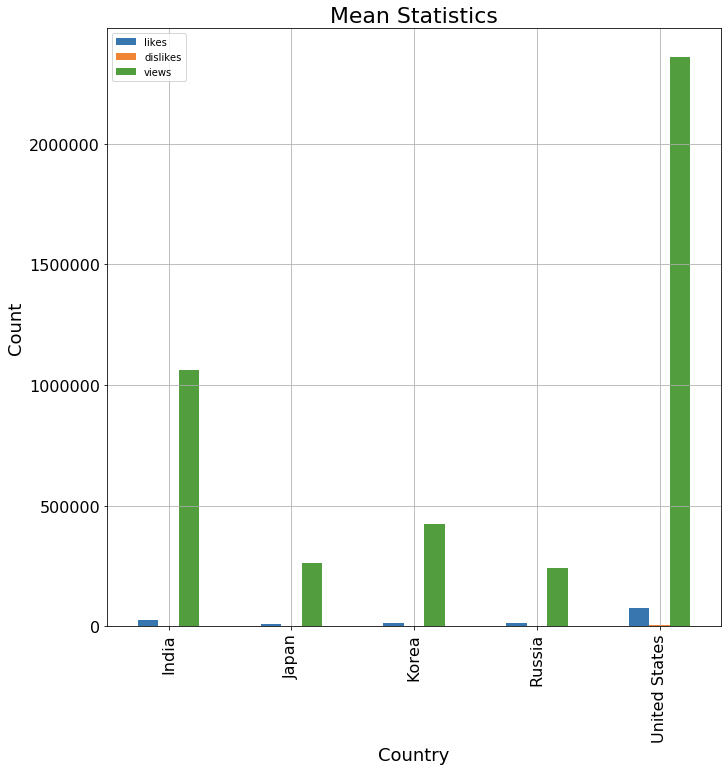 Mean Statistics
likes
dislikes
views
2000000
1500000
1000000
500000
0
Count
India
Japan
Korea
Russia
United States
Country